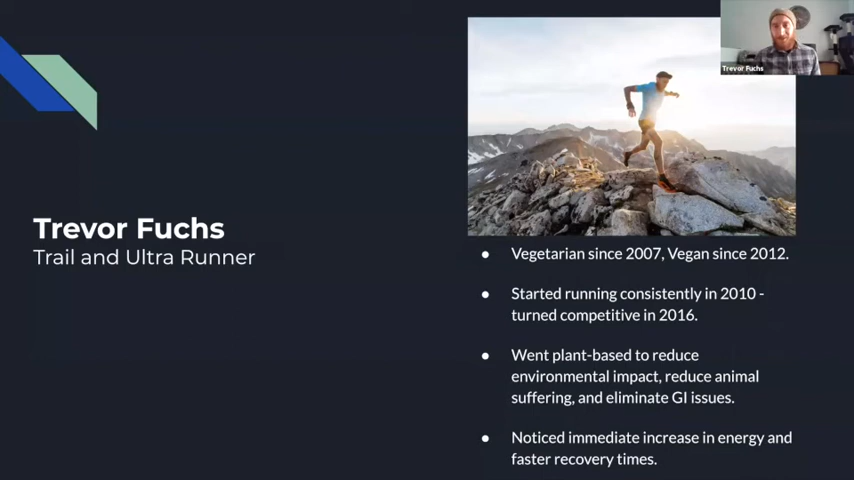 Trevor Fuchs
Trevor Fuchs
Trail and Ultra Runner
● Vegetarian since 2007, Vegan since 2012.
● Started running consistently in 2010 -
turned competitive in 2016.
● Went plant-based to reduce
environmental impact, reduce animal
suffering, and eliminate GI issues.
● Noticed immediate increase in energy and
faster recovery times.